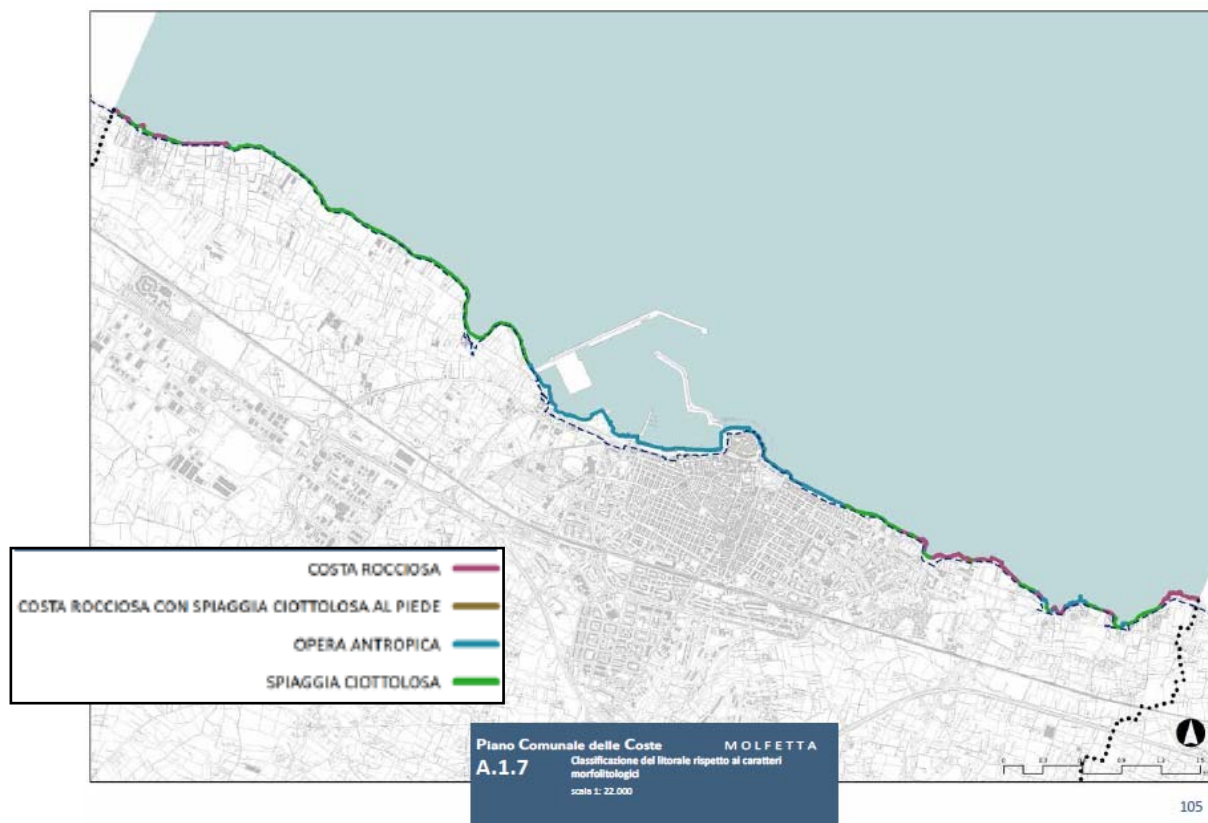 COSTA ROCCIOSA
COSTA ROCCIOSA CON SPIAGGIA CIOTTOLOSA AL PIEDE
OPERA ANTROPICA
SPIAGGIA CIOTTOLOSA
Piano Comunale delle Coste MOLFETTA
A.1.7 Classificazione del litorale rispetto ai caratteri
morfolitologici
scala 1: 22.000
105